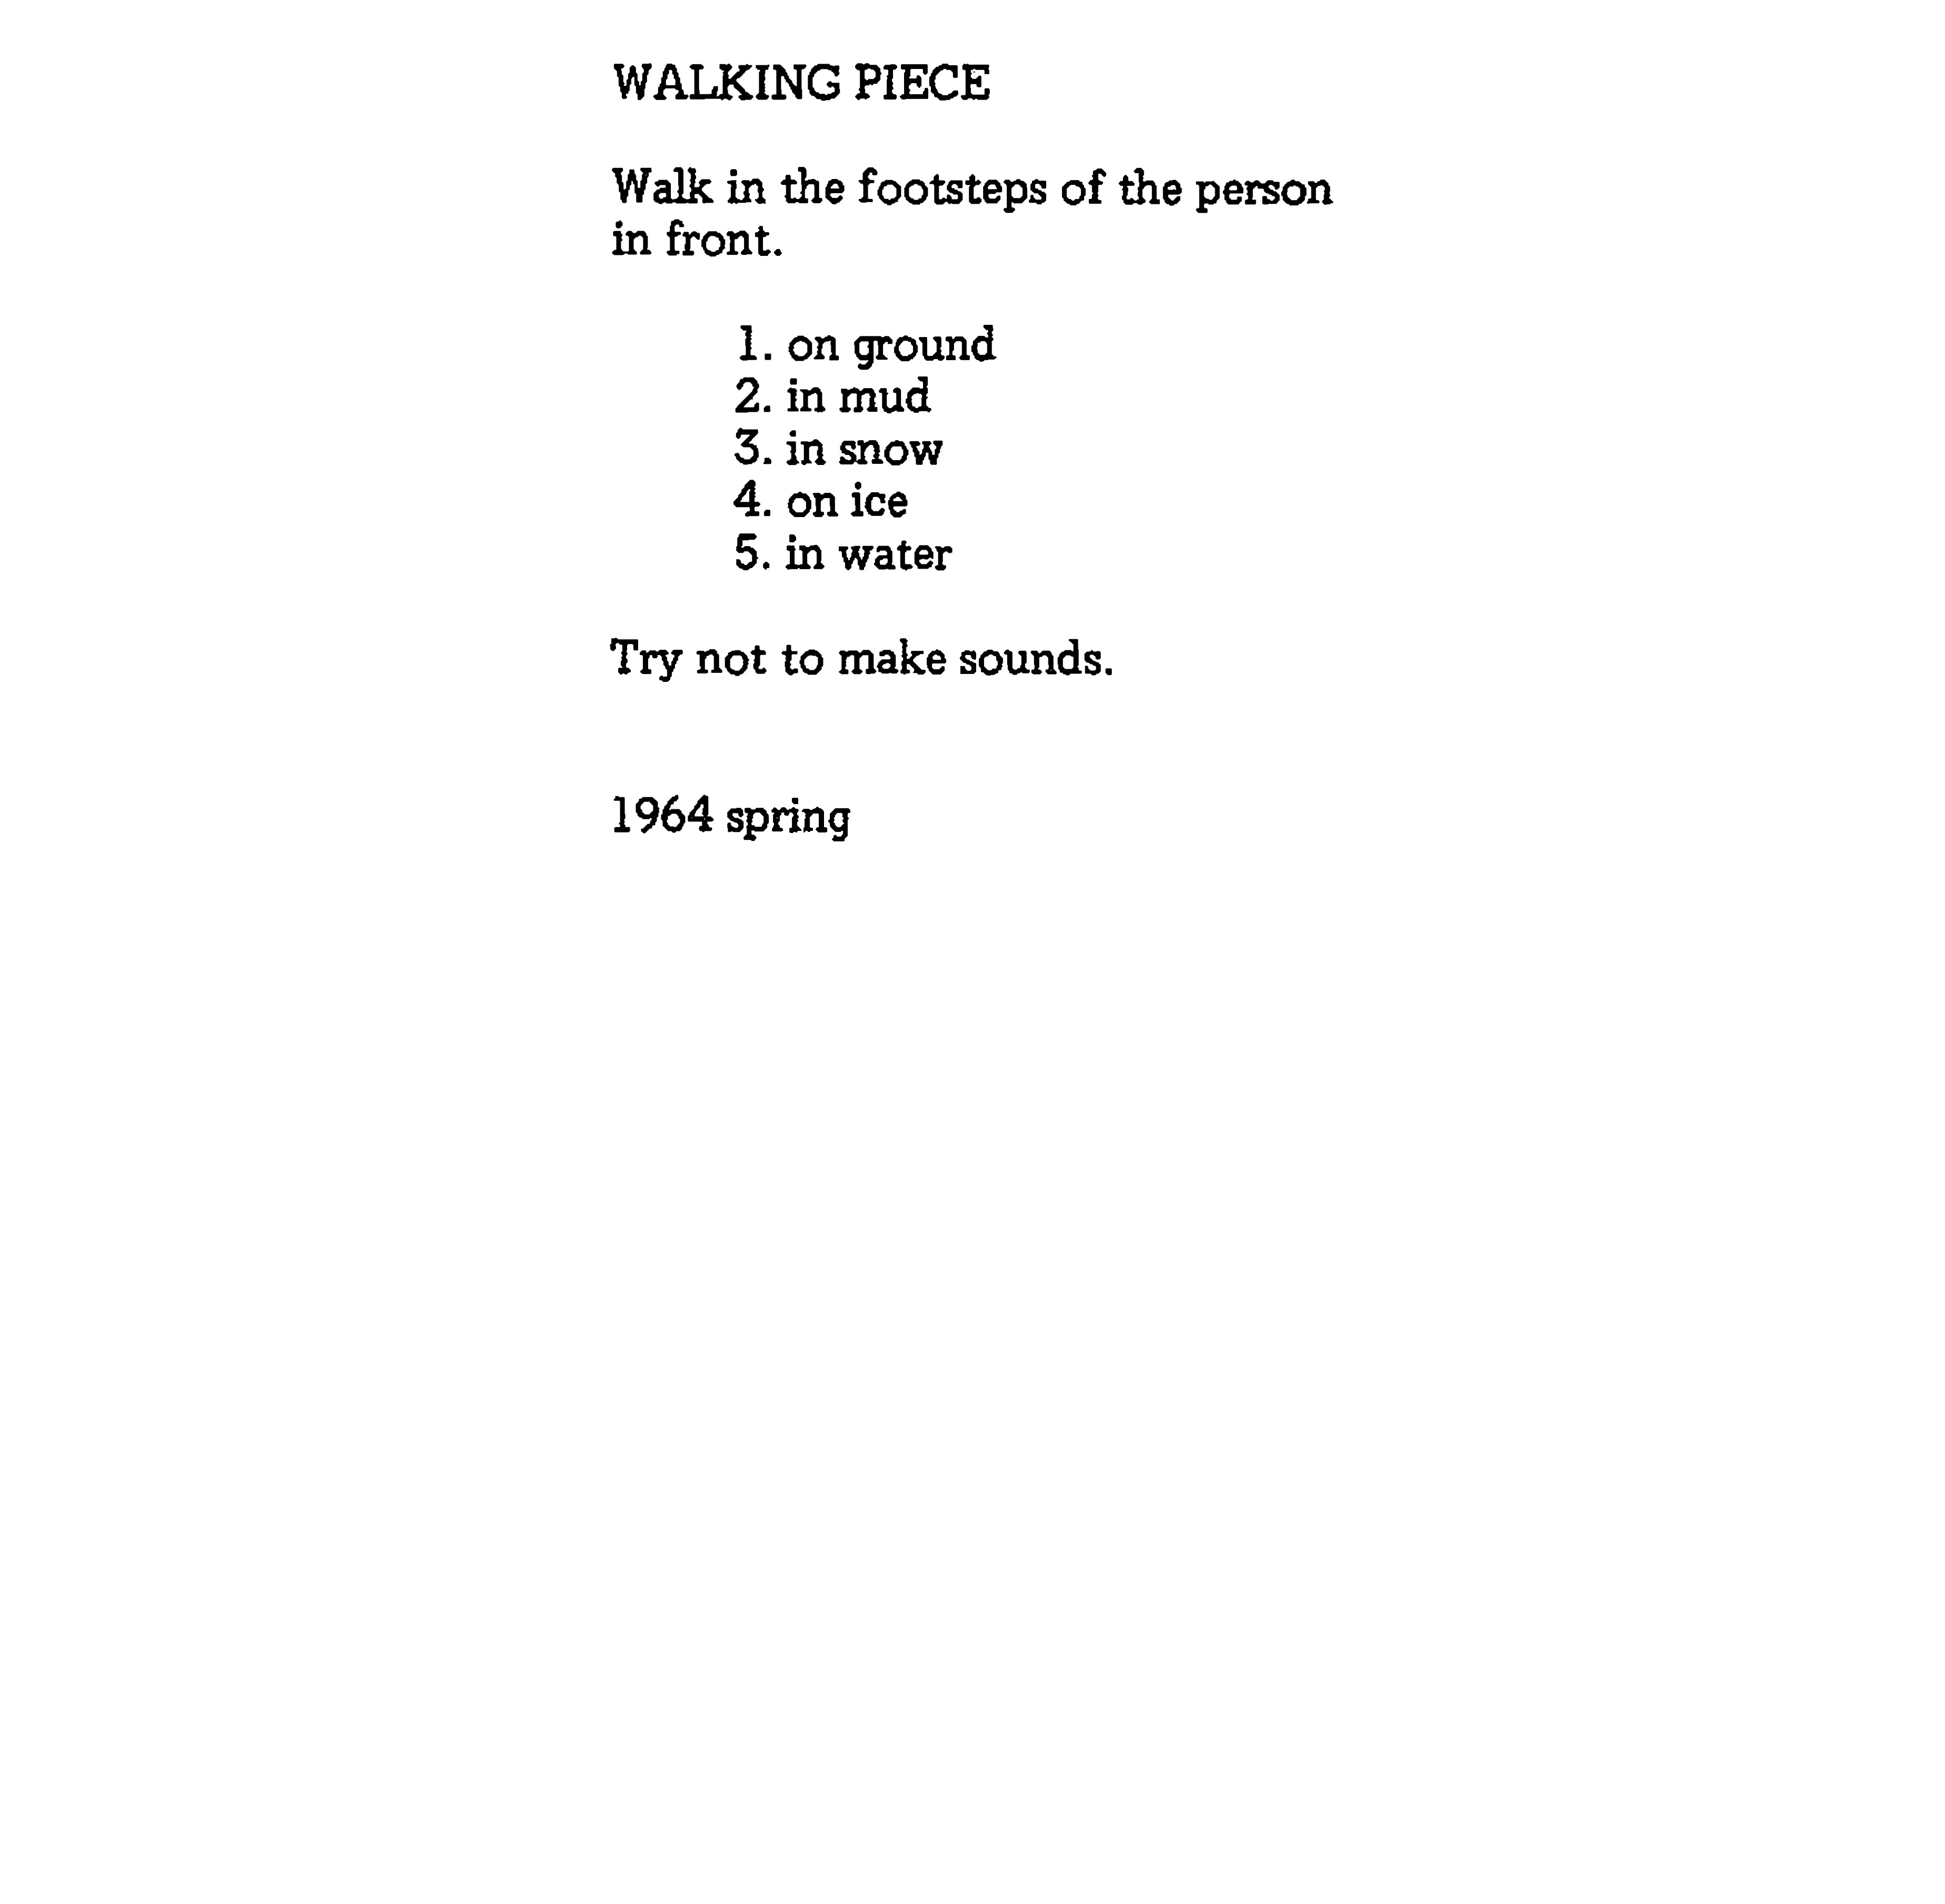 WALKING PIECE
Walk in the footsteps of the person
in front.
1. on ground
2. in mud
3. in snow
4. on ice
5. in water
Try not to make sounds.
1964 spring